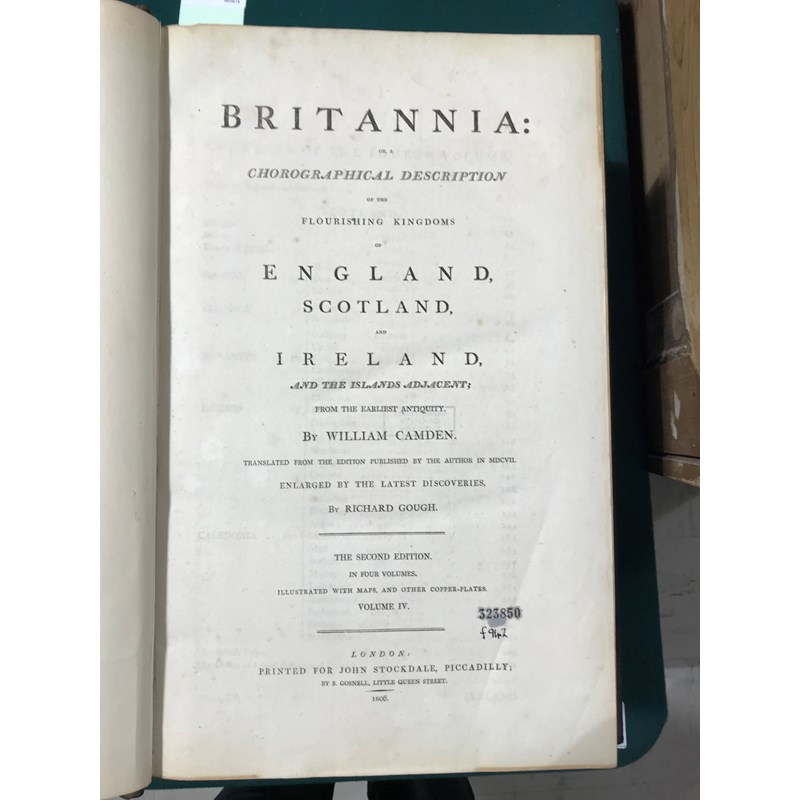 BRITANNIA:
OR, A
CHOROGRAPHICAL DESCRIPTION
OF THE
FLOURISHING KINGDOMS
OF
ENGLAND,
SCOTLAND,
AND
IRELAND,
AND THE ISLANDS ADJACENT;
FROM THE EARLIEST ANTIQUITY.
BY WILLIAM CAMDEN.
TRANSLATED FROM THE EDITION PUBLISHED BY THE AUTHOR IN MDCVII.
ENLARGED BY THE LATEST DISCOVERIES,
BY RICHARD GOUGH.
THE SECOND EDITION.
IN FOUR VOLUMES.
ILLUSTRATED WITH MAPS, AND OTHER COPPER-PLATES.
VOLUME IV.
323850
f942
LONDON:
PRINTED FOR JOHN STOCKDALE, PICCADILLY;
BY S. GOSNELL, LITTLE QUEEN STREET.
1806.